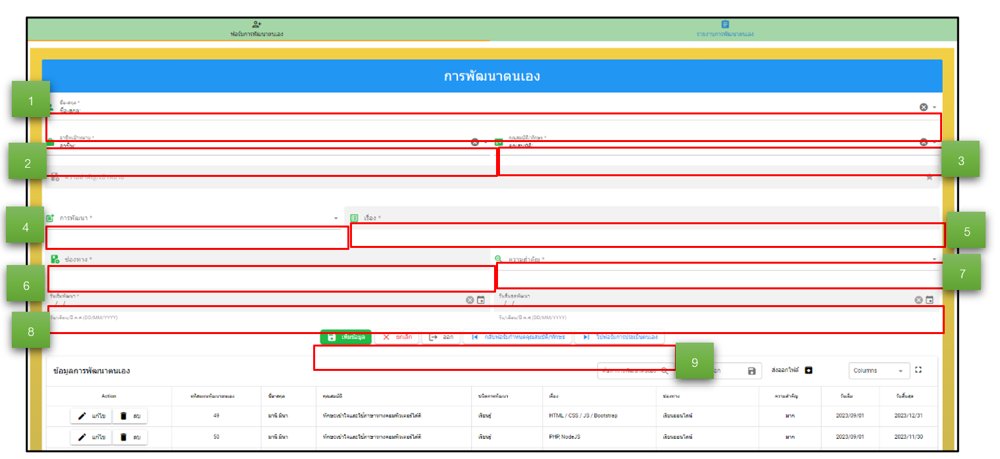 ฟอร์มการพัฒนาตนเอง
รายงานการพัฒนาตนเอง
การพัฒนาตนเอง
1
ชื่อ-สกุล *
ชื่อ-สกุล:
อาชีพเป้าหมาย *
อาชีพ:
คุณสมบัติ/ทักษะ *
คุณสมบัติ:
2
3
ความสำคัญ/เป้าหมาย
การพัฒนา *
เรื่อง *
4
5
ช่องทาง *
ความสำคัญ *
6
7
วันเริ่มพัฒนา *
/ /
วันสิ้นสุดพัฒนา
/ /
วัน/เดือน/ปี ค.ศ.(DD/MM/YYYY)
วัน/เดือน/ปี ค.ศ.(DD/MM/YYYY)
8
เพิ่มข้อมูล
ยกเลิก
ออก
กลับฟอร์มกำหนดคุณสมบัติ/ทักษะ
ไปฟอร์มการประเมินตนเอง
9
ข้อมูลการพัฒนาตนเอง
ค้นหาการพัฒนาตนเอง
ส่งออกไฟล์
Columns
Action รหัสแผนพัฒนาตนเอง ชื่อ-สกุล คุณสมบัติ ชนิดการพัฒนา เรื่อง ช่องทาง ความสำคัญ วันเริ่ม วันสิ้นสุด
แก้ไข ลบ 49 มานี มีนา ทักษะเข้าใจและใช้ภาษาทางคอมพิวเตอร์ได้ดี เรียนรู้ HTML / CSS / JS / Bootstrap เรียนออนไลน์ มาก 2023/09/01 2023/12/31
แก้ไข ลบ 50 มานี มีนา ทักษะเข้าใจและใช้ภาษาทางคอมพิวเตอร์ได้ดี เรียนรู้ PHP, NodeJS เรียนออนไลน์ มาก 2023/09/01 2023/11/30